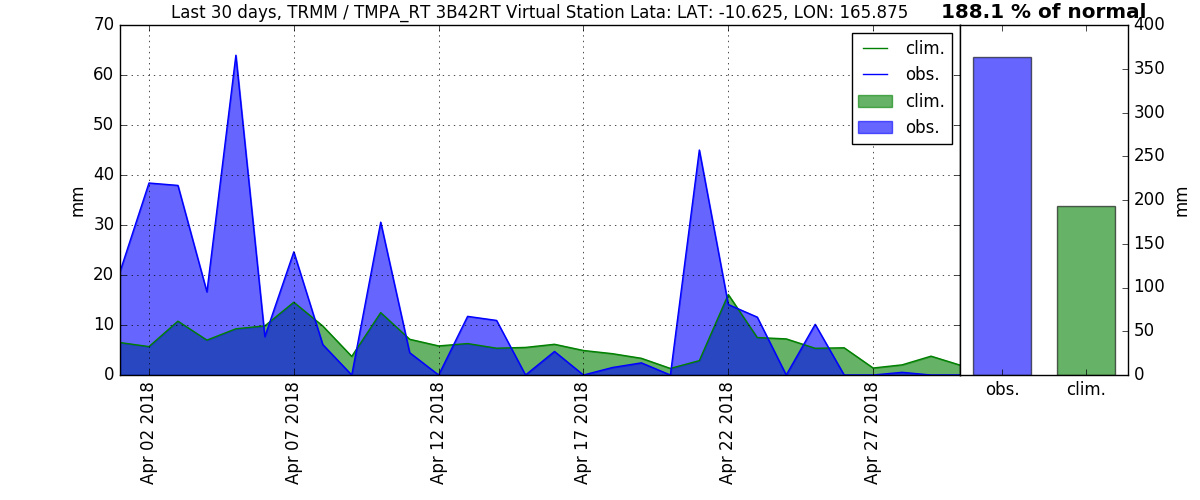 Last 30 days, TRMM / TMPA_RT 3B42RT Virtual Station Lata: LAT: -10.625, LON: 165.875
188.1 % of normal
70
60
50
40
30
20
10
0
mm
clim.
obs.
clim.
obs.
Apr 02 2018
Apr 07 2018
Apr 12 2018
Apr 17 2018
Apr 22 2018
Apr 27 2018
400
350
300
250
200
150
100
50
0
mm
obs.
clim.